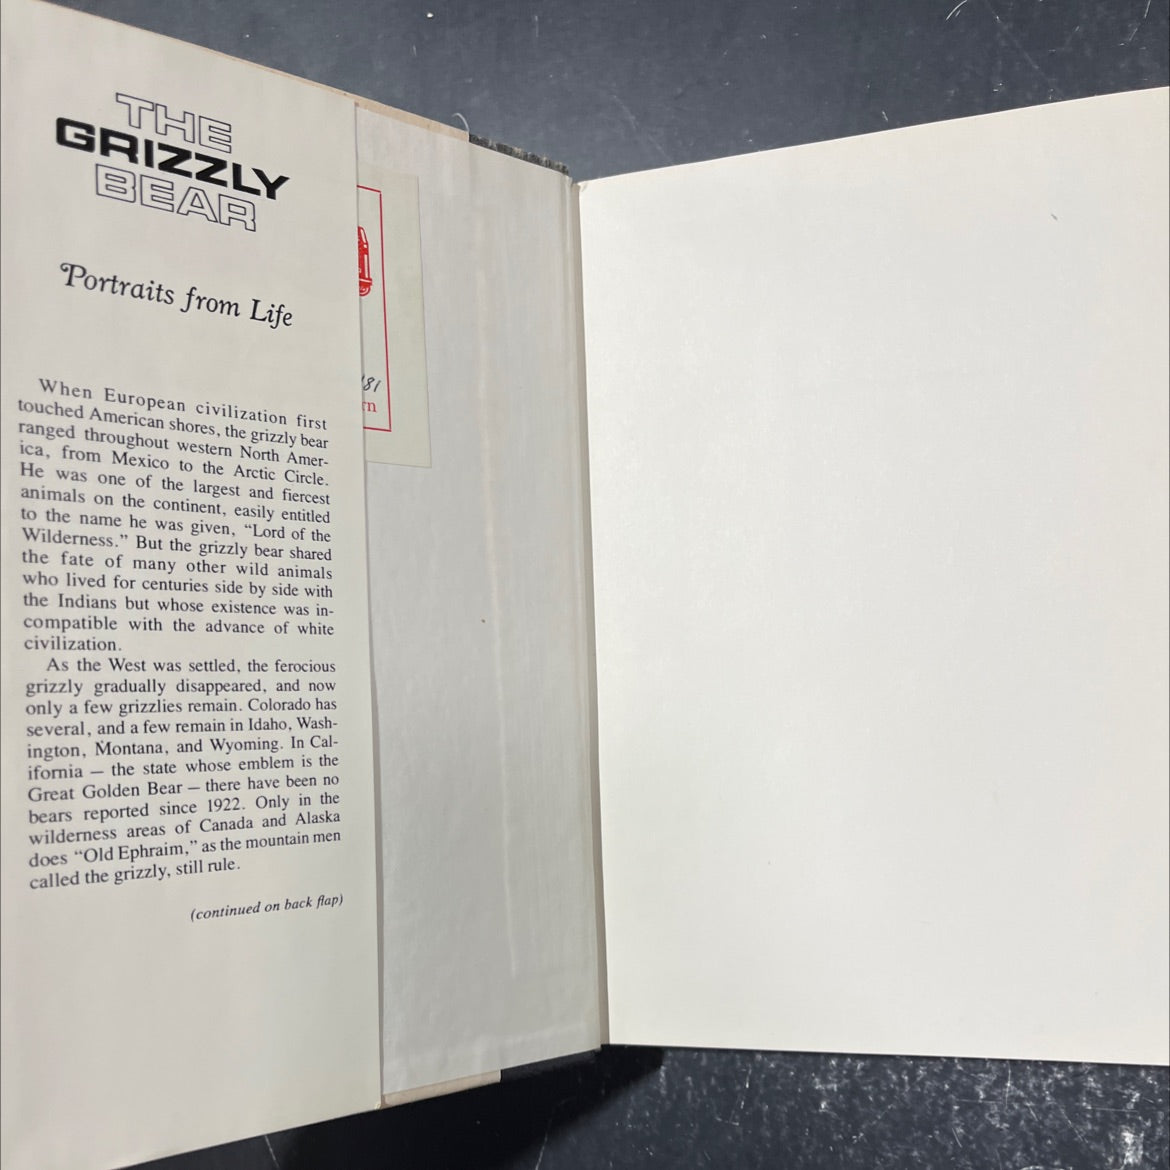 THE
GRIZZLY
BEAR
Portraits from Life
When European civilization first
touched American shores, the grizzly bear
ranged throughout western North Amer-
ica, from Mexico to the Arctic Circle.
He was one of the largest and fiercest
animals on the continent, easily entitled
to the name he was given, “Lord of the
Wilderness.” But the grizzly bear shared
the fate of many other wild animals
who lived for centuries side by side with
the Indians but whose existence was in-
compatible with the advance of white
civilization.
As the West was settled, the ferocious
grizzly gradually disappeared, and now
only a few grizzlies remain. Colorado has
several, and a few remain in Idaho, Wash-
ington, Montana, and Wyoming. In Cal-
ifornia — the state whose emblem is the
Great Golden Bear — there have been no
bears reported since 1922. Only in the
wilderness areas of Canada and Alaska
does “Old Ephraim,” as the mountain men
called the grizzly, still rule.
(continued on back flap)